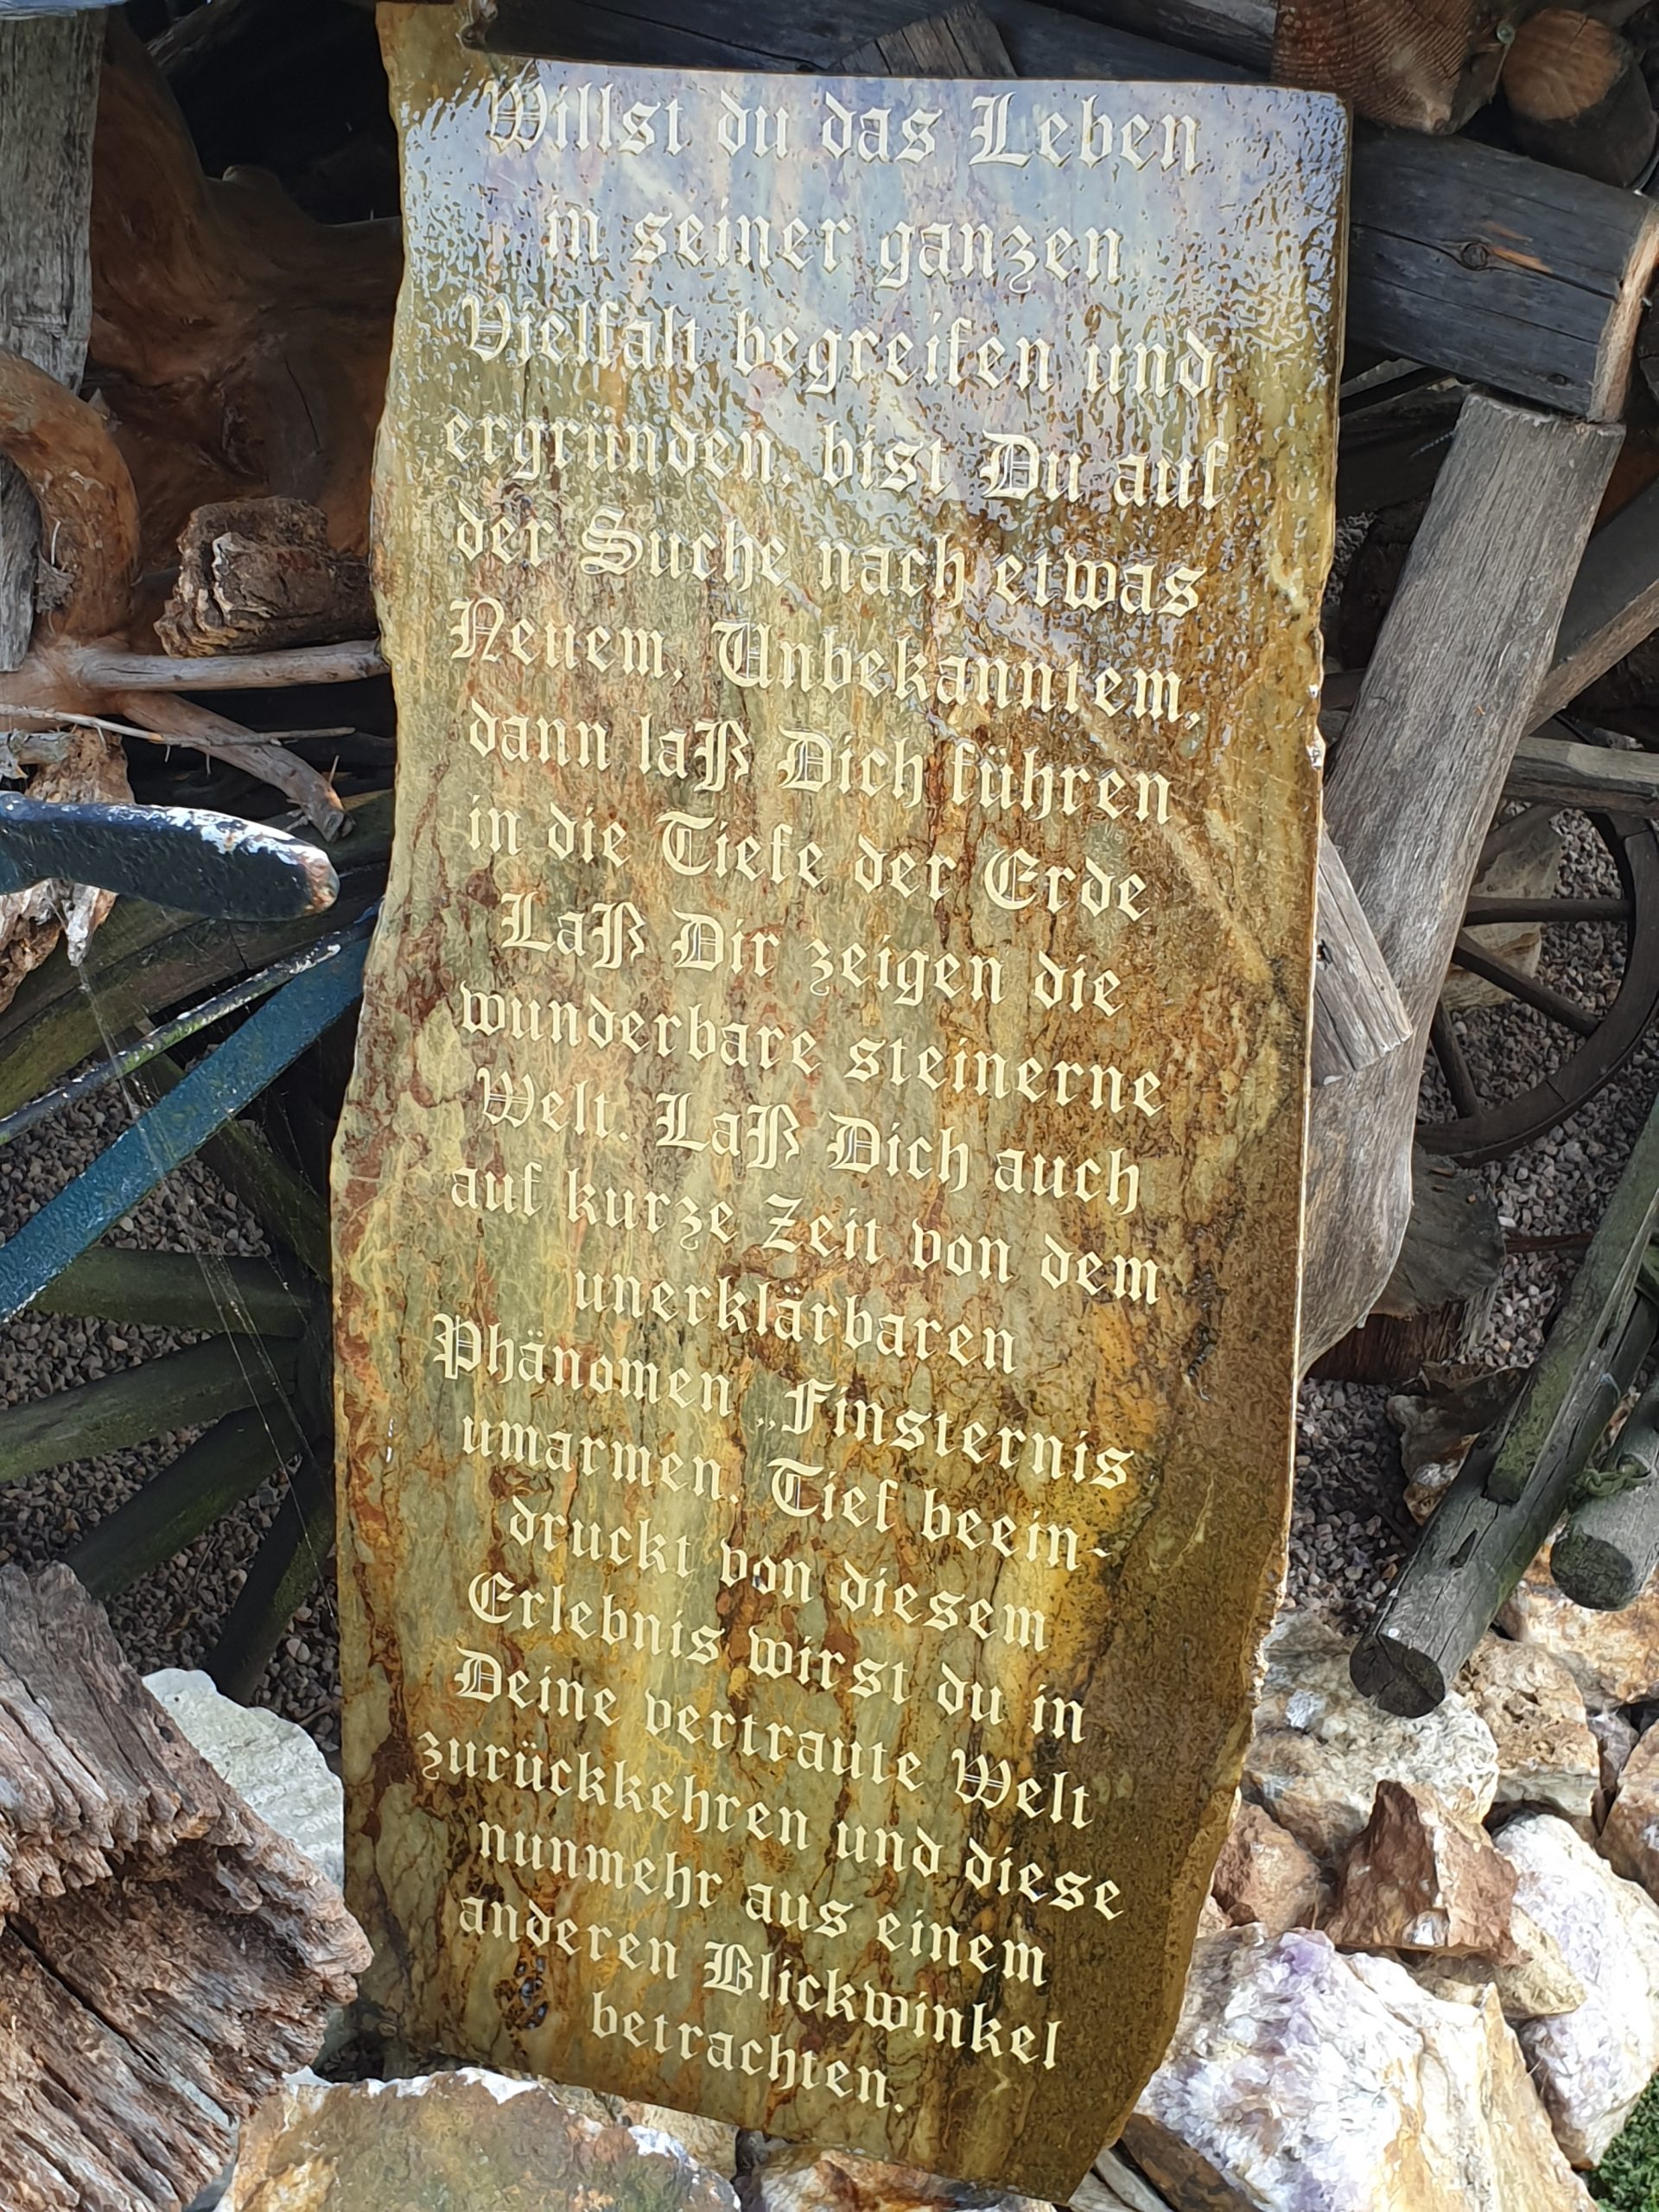 Willst du das Leben
in seiner ganzen
Vielfalt begreifen und
ergründen, bist Du auf
der Suche nach etwas
Neuem, Unbekanntem,
dann laß Dich führen
in die Tiefe der Erde
Laß Dir zeigen die
wunderbare steinerne
Welt. Laß Dich auch
auf kurze Zeit von dem
unerklärbaren
Phänomen „Finsternis
umarmen. Tief beein-
druckt von diesem
Erlebnis wirst du in
Deine vertraute Welt
zurückkehren und diese
nunmehr aus einem
anderen Blickwinkel
betrachten.